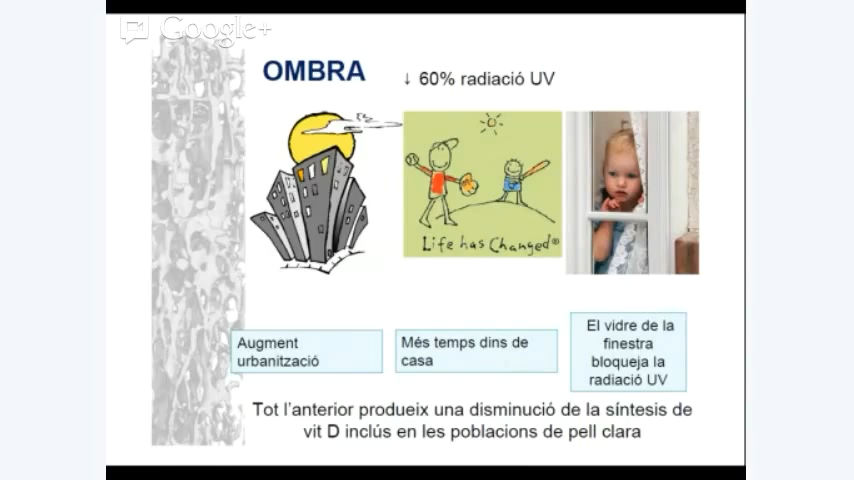 Google+
OMBRA
↓ 60% radiació UV
Life has Changed®
Augment
urbanització
Més temps dins de
casa
El vidre de la
finestra
bloqueja la
radiació UV
Tot l'anterior produeix una disminució de la síntesis de
vit D inclús en les poblacions de pell clara